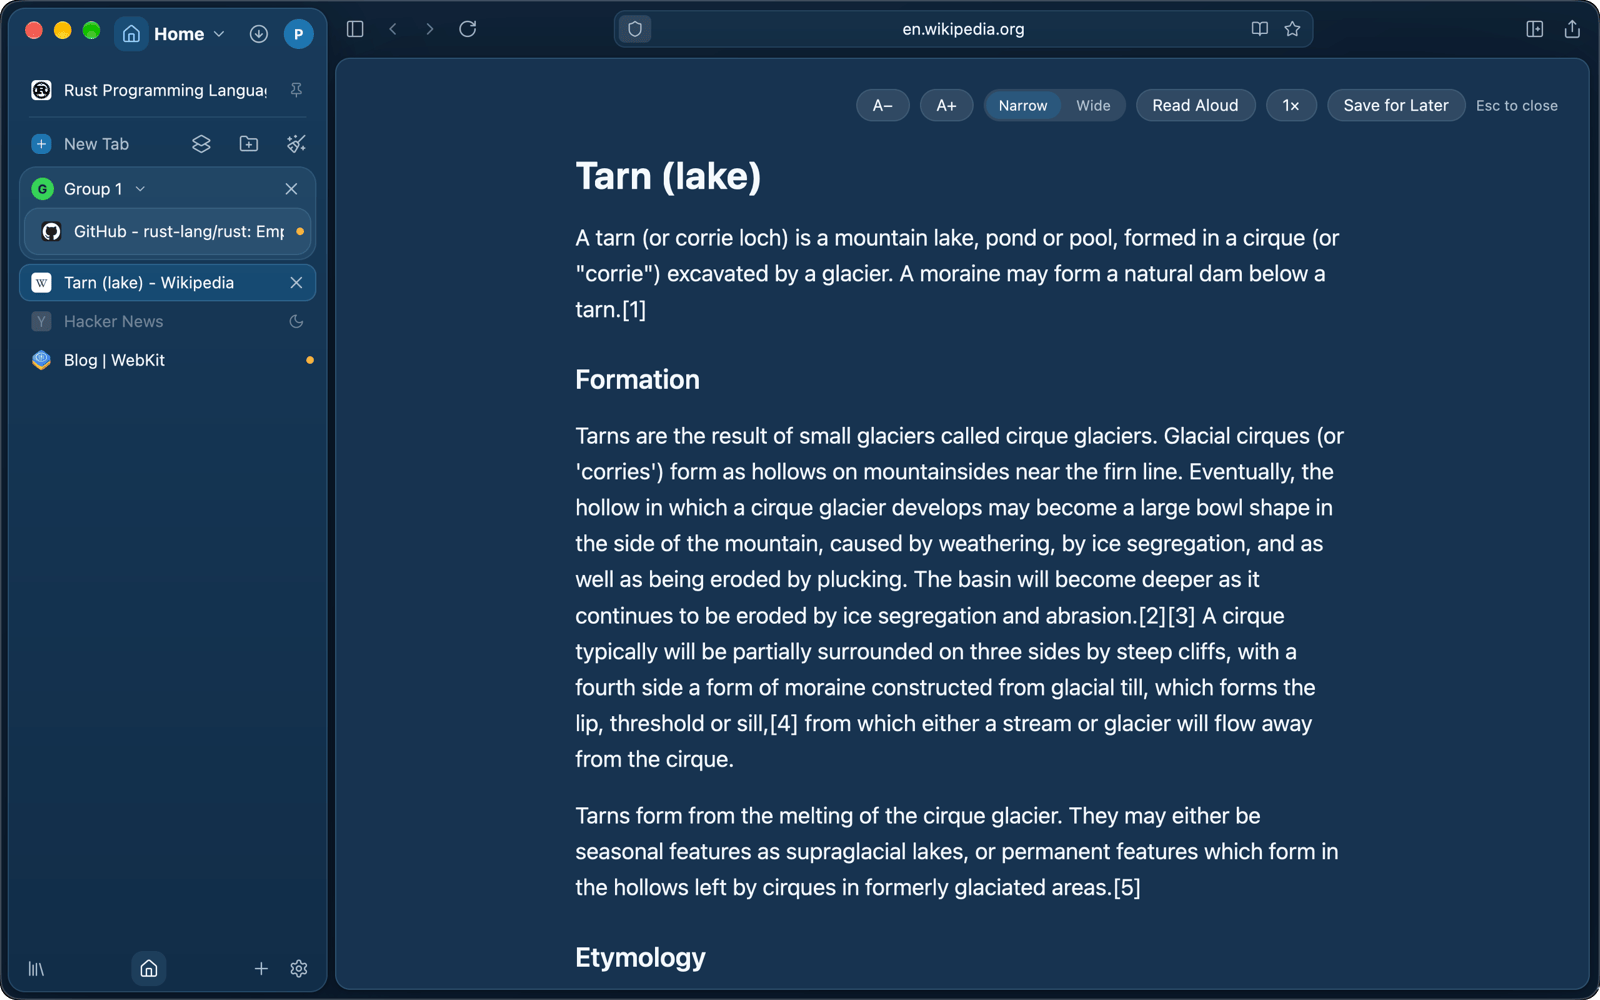 Home
P
Rust Programming Langua
New Tab
G Group 1
GitHub - rust-lang/rust: Emp
W Tarn (lake) - Wikipedia
Y Hacker News
Blog | WebKit
en.wikipedia.org
A− A+ Narrow Wide Read Aloud 1× Save for Later Esc to close
Tarn (lake)
A tarn (or corrie loch) is a mountain lake, pond or pool, formed in a cirque (or
"corrie") excavated by a glacier. A moraine may form a natural dam below a
tarn.[1]
Formation
Tarns are the result of small glaciers called cirque glaciers. Glacial cirques (or
'corries') form as hollows on mountainsides near the firn line. Eventually, the
hollow in which a cirque glacier develops may become a large bowl shape in
the side of the mountain, caused by weathering, by ice segregation, and as
well as being eroded by plucking. The basin will become deeper as it
continues to be eroded by ice segregation and abrasion.[2][3] A cirque
typically will be partially surrounded on three sides by steep cliffs, with a
fourth side a form of moraine constructed from glacial till, which forms the
lip, threshold or sill,[4] from which either a stream or glacier will flow away
from the cirque.
Tarns form from the melting of the cirque glacier. They may either be
seasonal features as supraglacial lakes, or permanent features which form in
the hollows left by cirques in formerly glaciated areas.[5]
Etymology